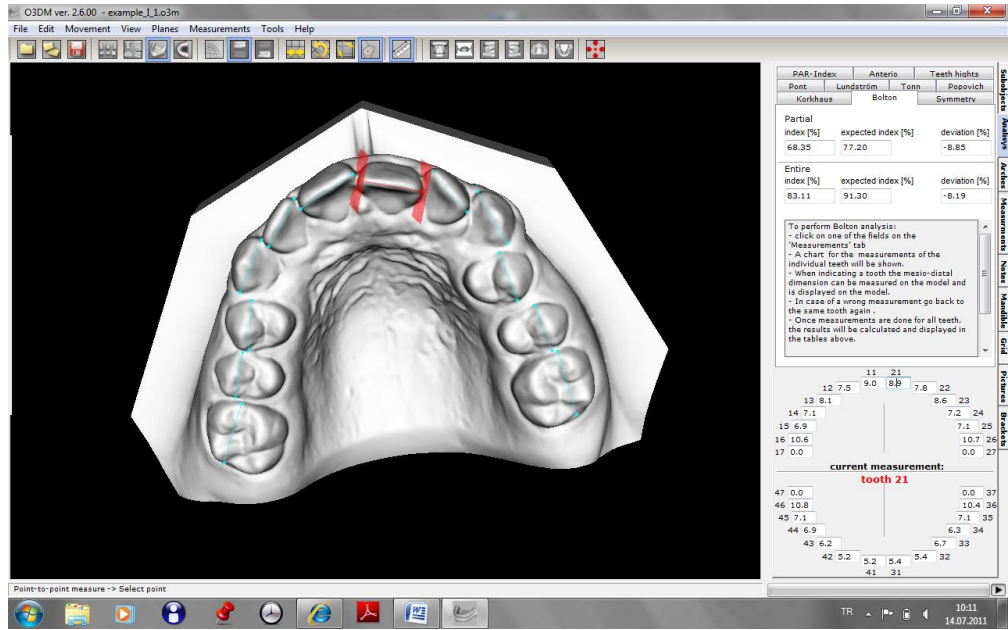 O3DM ver. 2.6.00 - example_I_1.o3m
File Edit Movement View Planes Measurements Tools Help
PAR-Index Anterio Teeth hights
Pont Lundström Tonn Popovich
Korkhaus Bolton Symmetry
Partial
index [%] expected index [%] deviation [%]
68.35 77.20 -8.85
Entire
index [%] expected index [%] deviation [%]
83.11 91.30 -8.19
To perform Bolton analysis:
- click on one of the fields on the
'Measurements' tab
- A chart for the measurements of the
individual teeth will be shown.
- When indicating a tooth the mesio-distal
dimension can be measured on the model and
is displayed on the model.
- In case of a wrong measurement go back to
the same tooth again .
- Once measurements are done for all teeth,
the results will be calculated and displayed in
the tables above.
11 21
12 7.5 9.0 8.9 7.8 22
13 8.1 8.6 23
14 7.1 7.2 24
15 6.9 7.1 25
16 10.6 10.7 26
17 0.0 0.0 27
current measurement:
tooth 21
47 0.0 0.0 37
46 10.8 10.4 36
45 7.1 7.1 35
44 6.9 6.3 34
43 6.2 6.7 33
42 5.2 5.2 5.4 5.4 32
41 31
Subobjects
Analisys
Arches
Measurments
Notes
Mandible
Grid
Pictures
Brackets
Point-to-point measure -> Select point
TR 10:11
14.07.2011